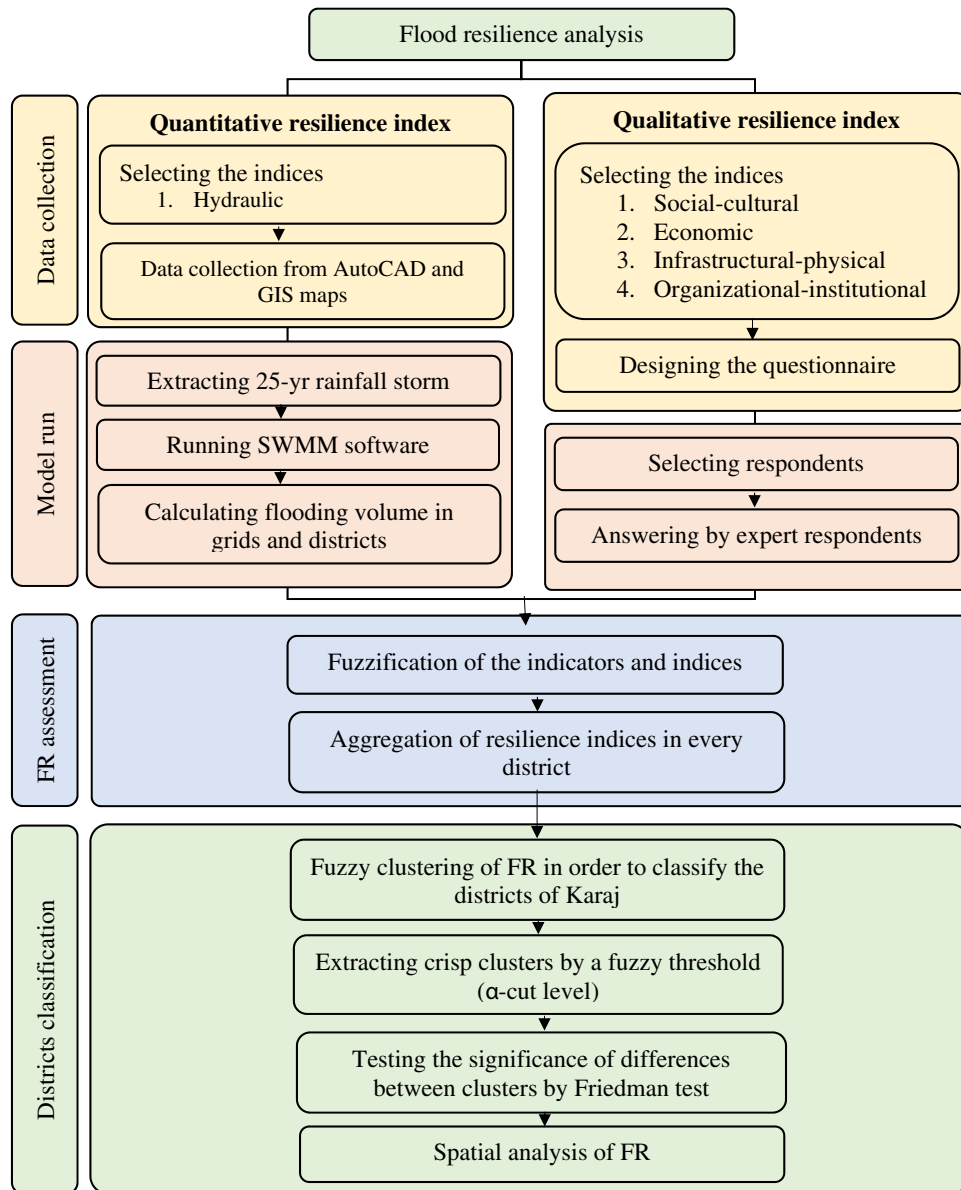 Flood resilience analysis
Data collection
Quantitative resilience index
Selecting the indices
1. Hydraulic
Data collection from AutoCAD and
GIS maps
Qualitative resilience index
Selecting the indices
1. Social-cultural
2. Economic
3. Infrastructural-physical
4. Organizational-institutional
Designing the questionnaire
Model run
Extracting 25-yr rainfall storm
Running SWMM software
Calculating flooding volume in
grids and districts
Selecting respondents
Answering by expert respondents
FR assessment
Fuzzification of the indicators and indices
Aggregation of resilience indices in every
district
Districts classification
Fuzzy clustering of FR in order to classify the
districts of Karaj
Extracting crisp clusters by a fuzzy threshold
(α-cut level)
Testing the significance of differences
between clusters by Friedman test
Spatial analysis of FR